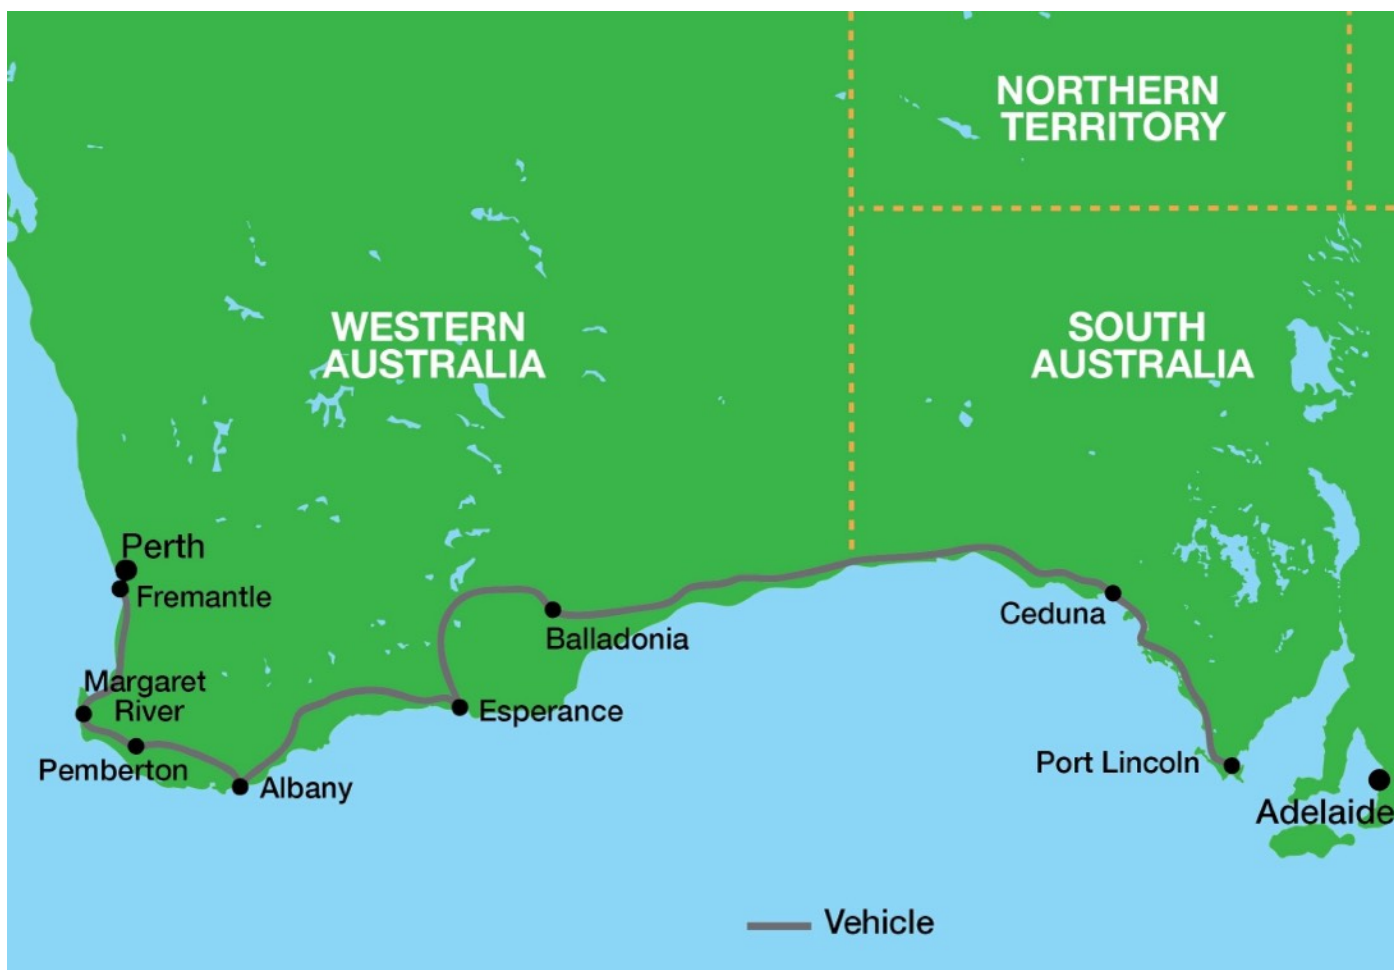 NORTHERN
TERRITORY
WESTERN
AUSTRALIA
SOUTH
AUSTRALIA
Perth
Fremantle
Ceduna
Balladonia
Margaret
River
Esperance
Pemberton
Port Lincoln
Albany
Adelaide
Vehicle